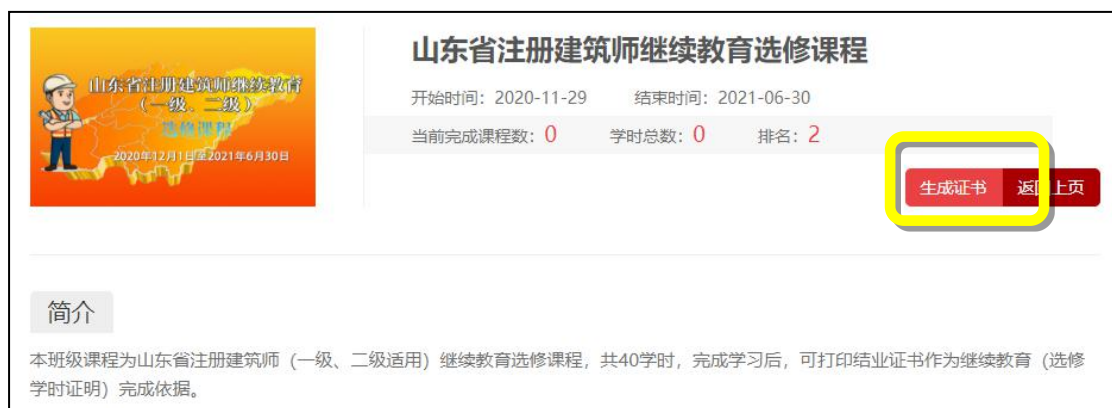 山东省注册建筑师继续教育
（一级、二级）
选修课程
2020年12月1日至2021年6月30日
山东省注册建筑师继续教育选修课程
开始时间：2020-11-29 结束时间：2021-06-30
当前完成课程数：0 学时总数：0 排名：2
生成证书 返回上页
简介
本班级课程为山东省注册建筑师（一级、二级适用）继续教育选修课程，共40学时，完成学习后，可打印结业证书作为继续教育（选修
学时证明）完成依据。